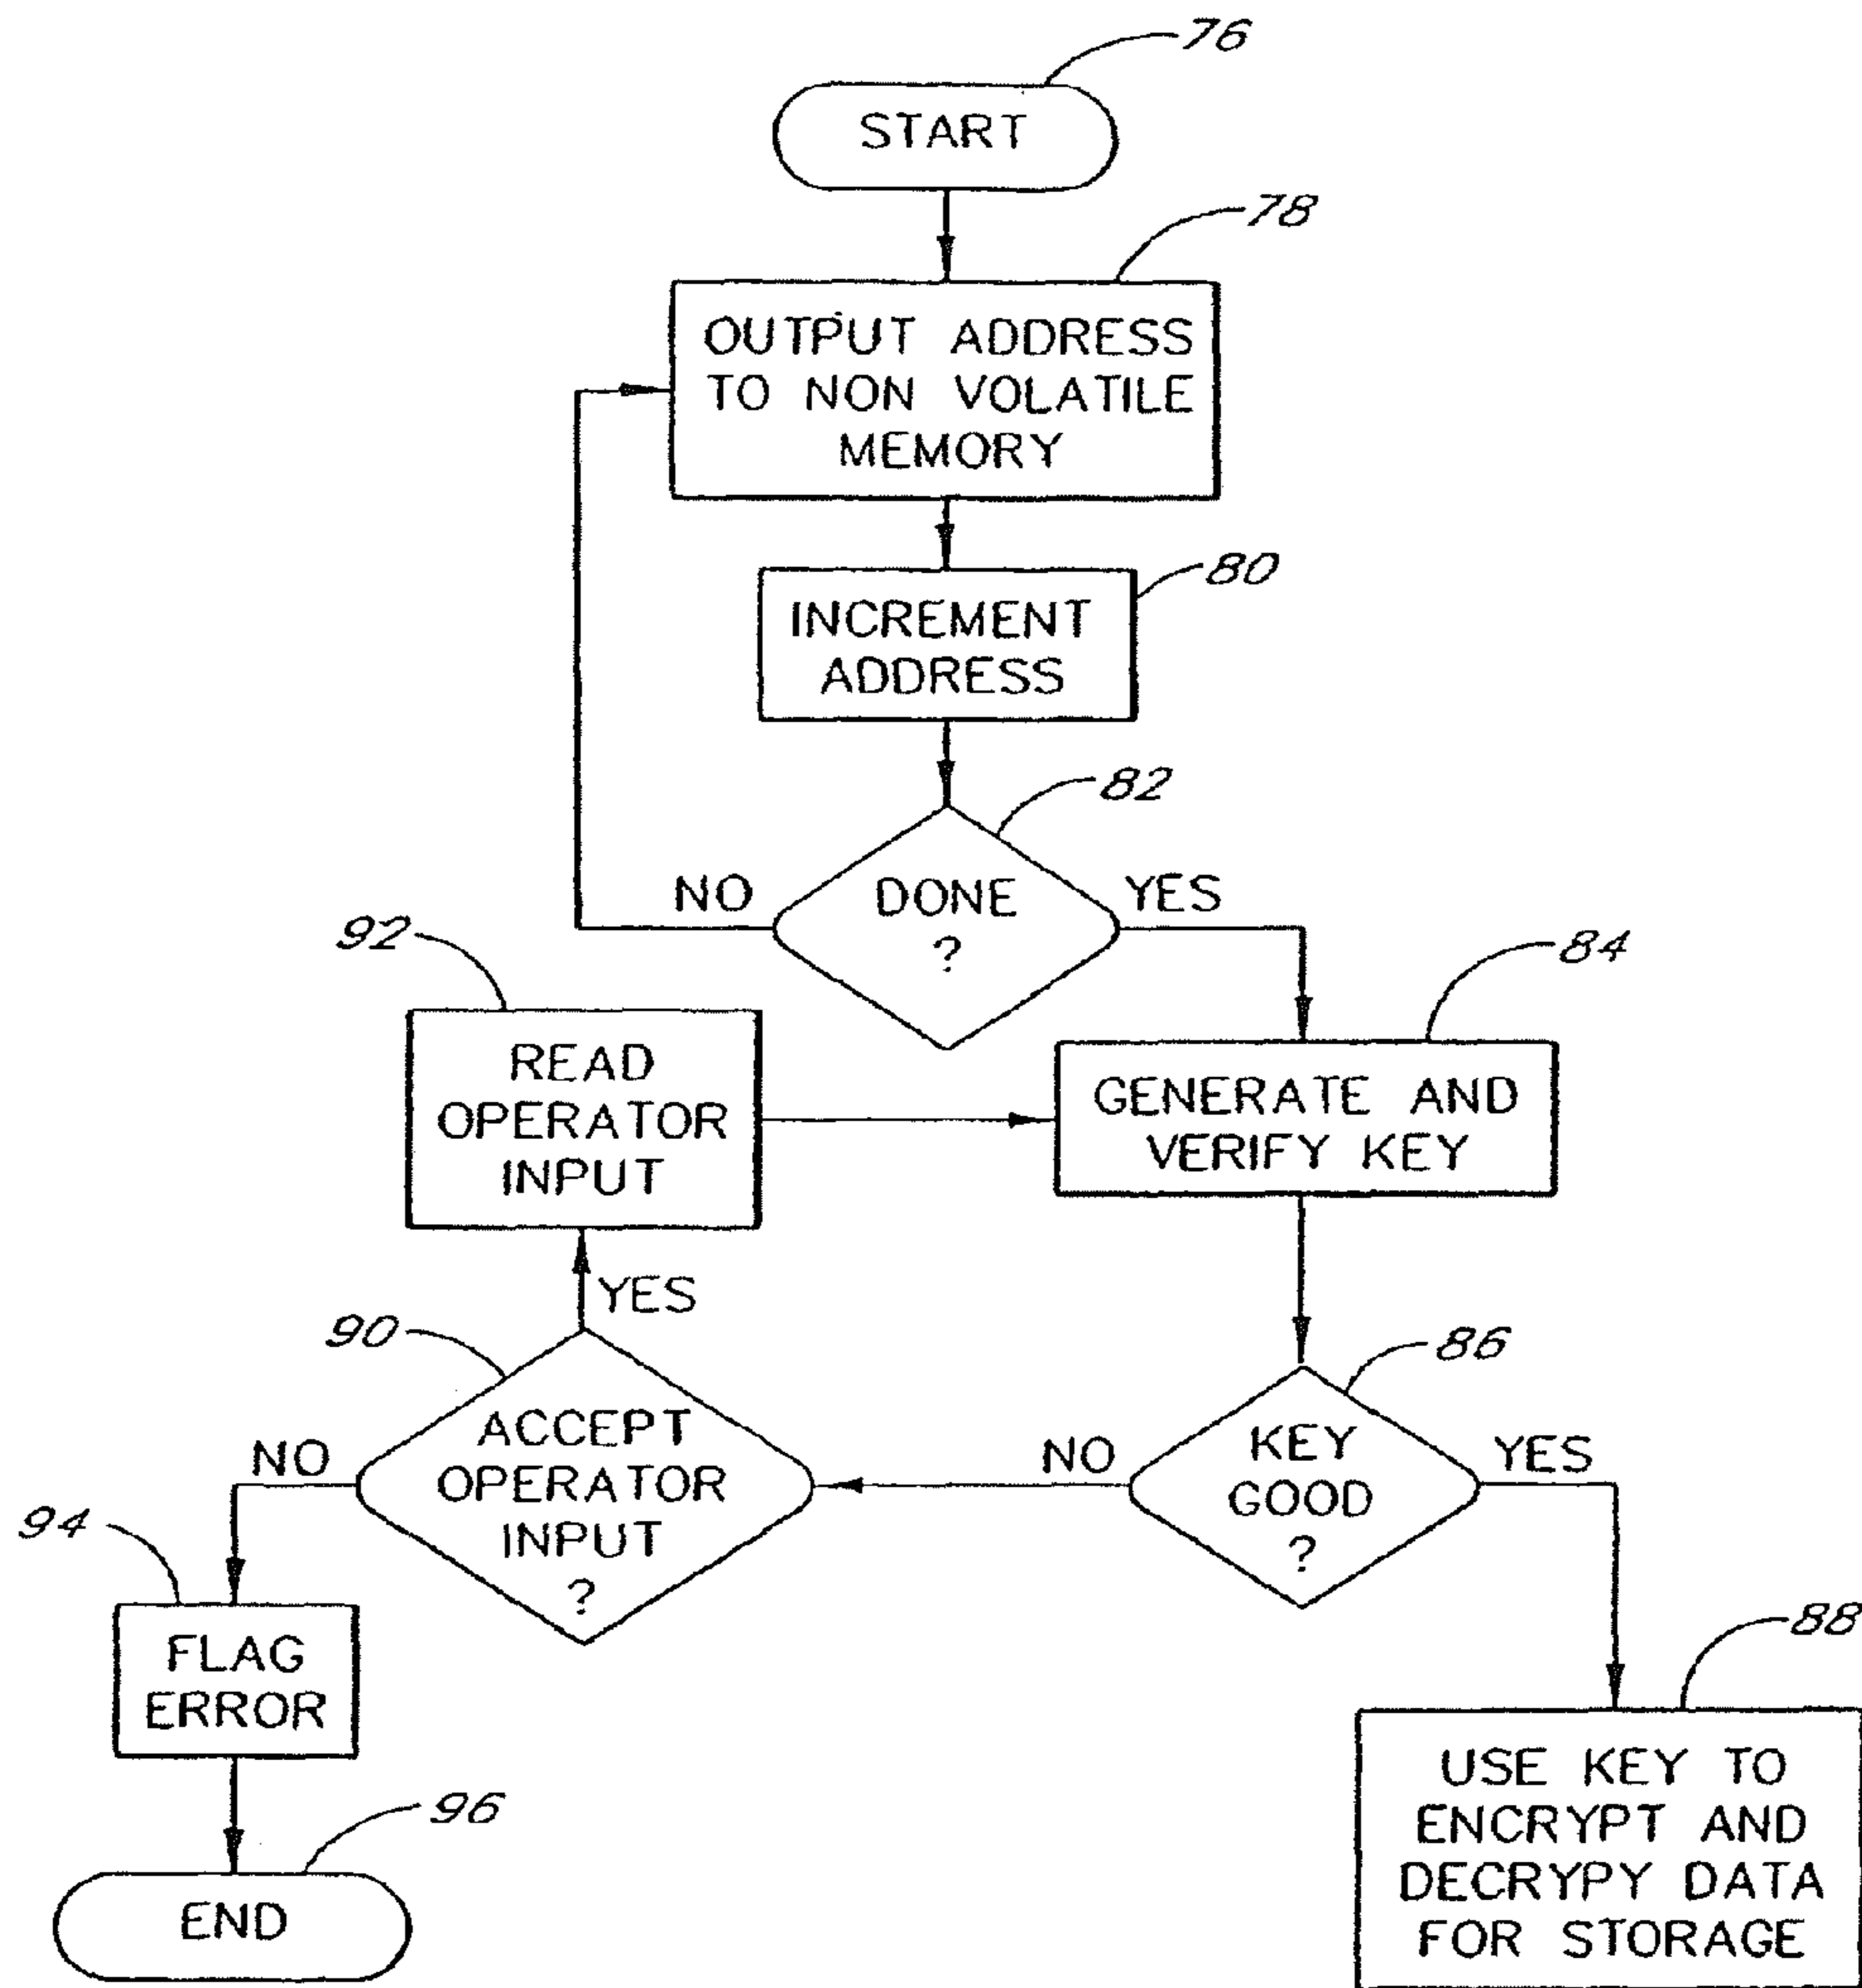 76
START
78
OUTPUT ADDRESS
TO NON VOLATILE
MEMORY
80
INCREMENT
ADDRESS
82
DONE
?
NO
YES
84
GENERATE AND
VERIFY KEY
92
READ
OPERATOR
INPUT
YES
86
KEY
GOOD
?
NO
YES
90
ACCEPT
OPERATOR
INPUT
?
NO
94
FLAG
ERROR
96
END
88
USE KEY TO
ENCRYPT AND
DECRYPY DATA
FOR STORAGE